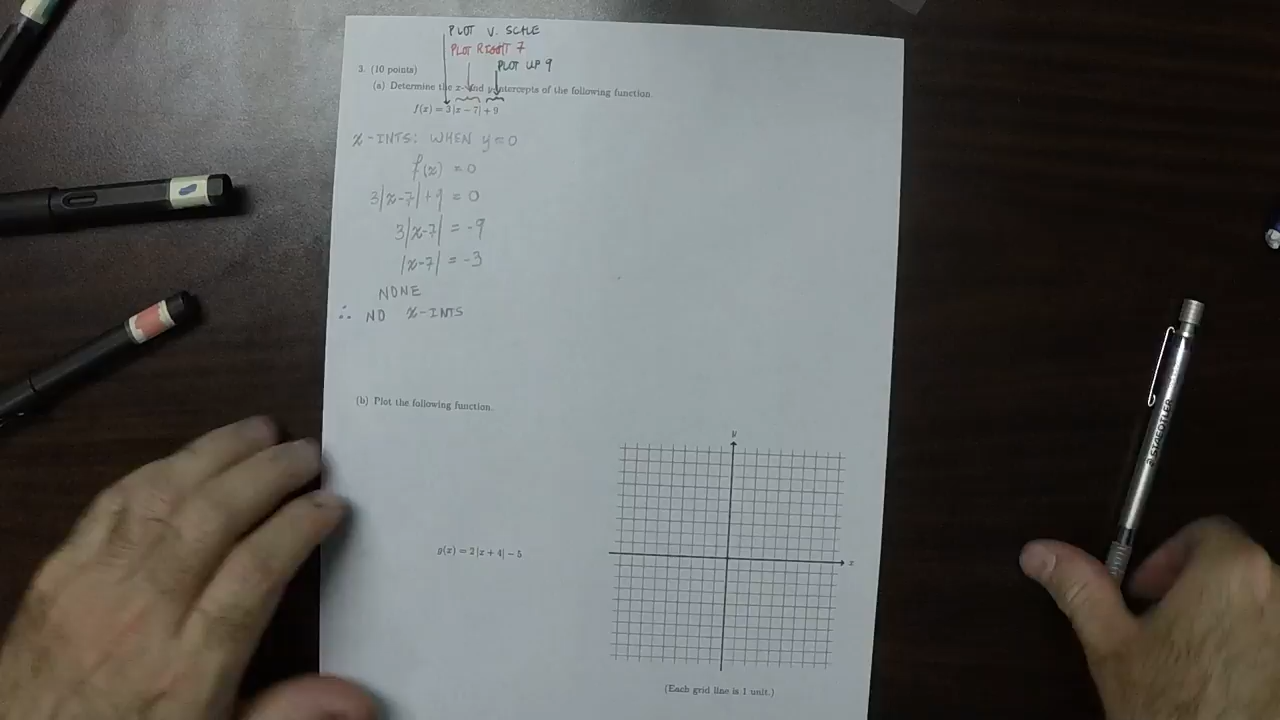 PLOT V. SCALE
PLOT RIGHT 7
PLOT UP 9
3. (10 points)
(a) Determine the x- and y-intercepts of the following function.
f(x) = 3|x − 7| + 9
x-INTS: WHEN y=0
f(x) = 0
3|x-7|+9 = 0
3|x-7| = -9
|x-7| = -3
NONE
∴ NO x-INTS
(b) Plot the following function.
y
x
g(x) = 2|x + 4| − 5
(Each grid line is 1 unit.)
STAEDTLER